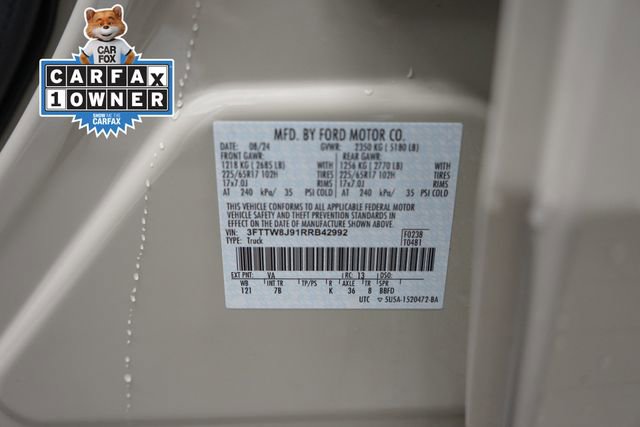 CAR
FOX
CARFAX
1 OWNER
SHOW ME THE
CARFAX
MFD. BY FORD MOTOR CO.
DATE: 08/24 GVWR: 2350 KG ( 5180 LB)
FRONT GAWR: REAR GAWR:
1218 KG ( 2685 LB) WITH 1256 KG ( 2770 LB) WITH
225/65R17 102H TIRES 225/65R17 102H TIRES
17x7.0J RIMS 17x7.0J RIMS
AT 240 kPa/ 35 PSI COLD AT 240 kPa/ 35 PSI COLD
THIS VEHICLE CONFORMS TO ALL APPLICABLE FEDERAL MOTOR
VEHICLE SAFETY AND THEFT PREVENTION STANDARDS IN
EFFECT ON THE DATE OF MANUFACTURE SHOWN ABOVE.
VIN: 3FTTW8J91RRB42992 F0238
TYPE: Truck T0481
EXT PNT: VA RC: 13 DSO:
WB INT TR TP/PS R AXLE TR SPR
121 7B K 36 8 BBFD
UTC 5U5A-1520472-BA